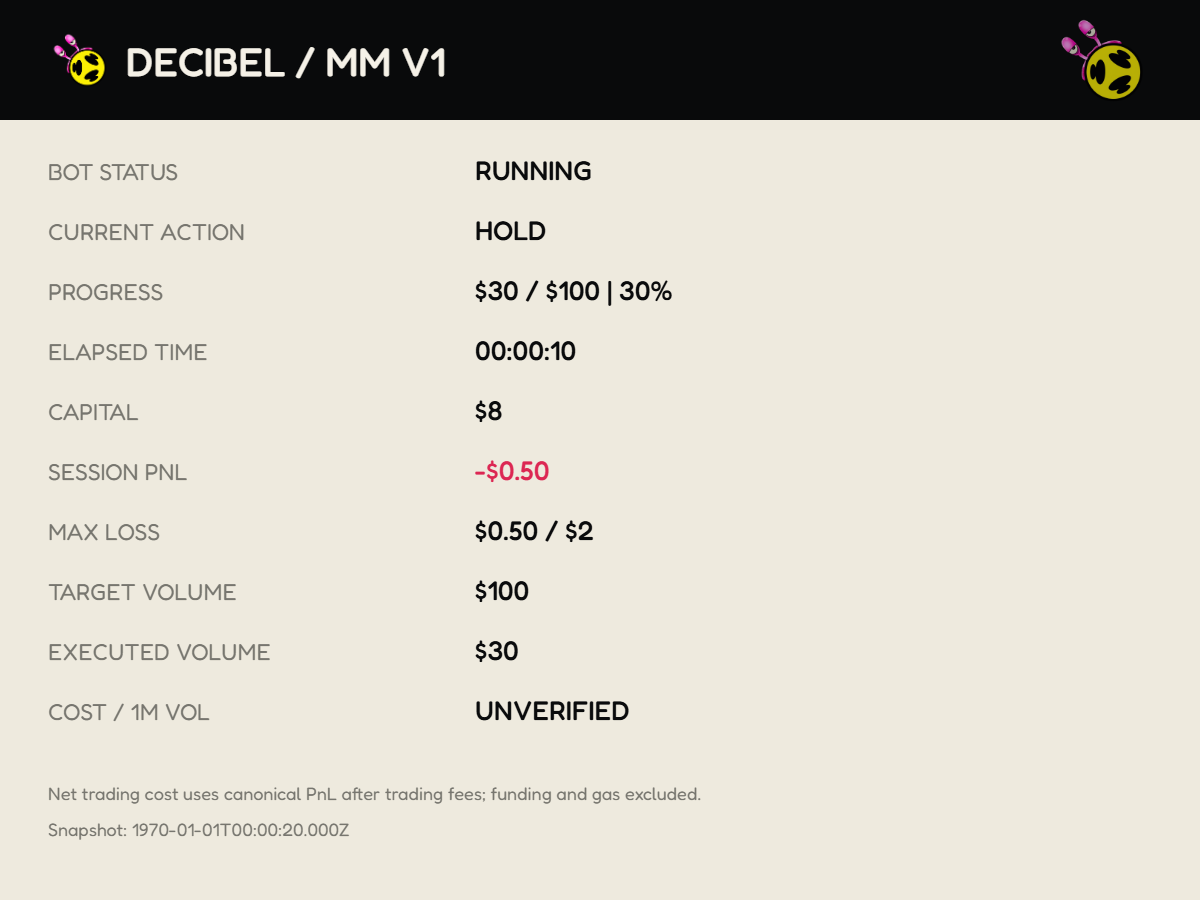 DECIBEL / MM V1
BOT STATUS RUNNING
CURRENT ACTION HOLD
PROGRESS $30 / $100 | 30%
ELAPSED TIME 00:00:10
CAPITAL $8
SESSION PNL -$0.50
MAX LOSS $0.50 / $2
TARGET VOLUME $100
EXECUTED VOLUME $30
COST / 1M VOL UNVERIFIED
Net trading cost uses canonical PnL after trading fees; funding and gas excluded.
Snapshot: 1970-01-01T00:00:20.000Z